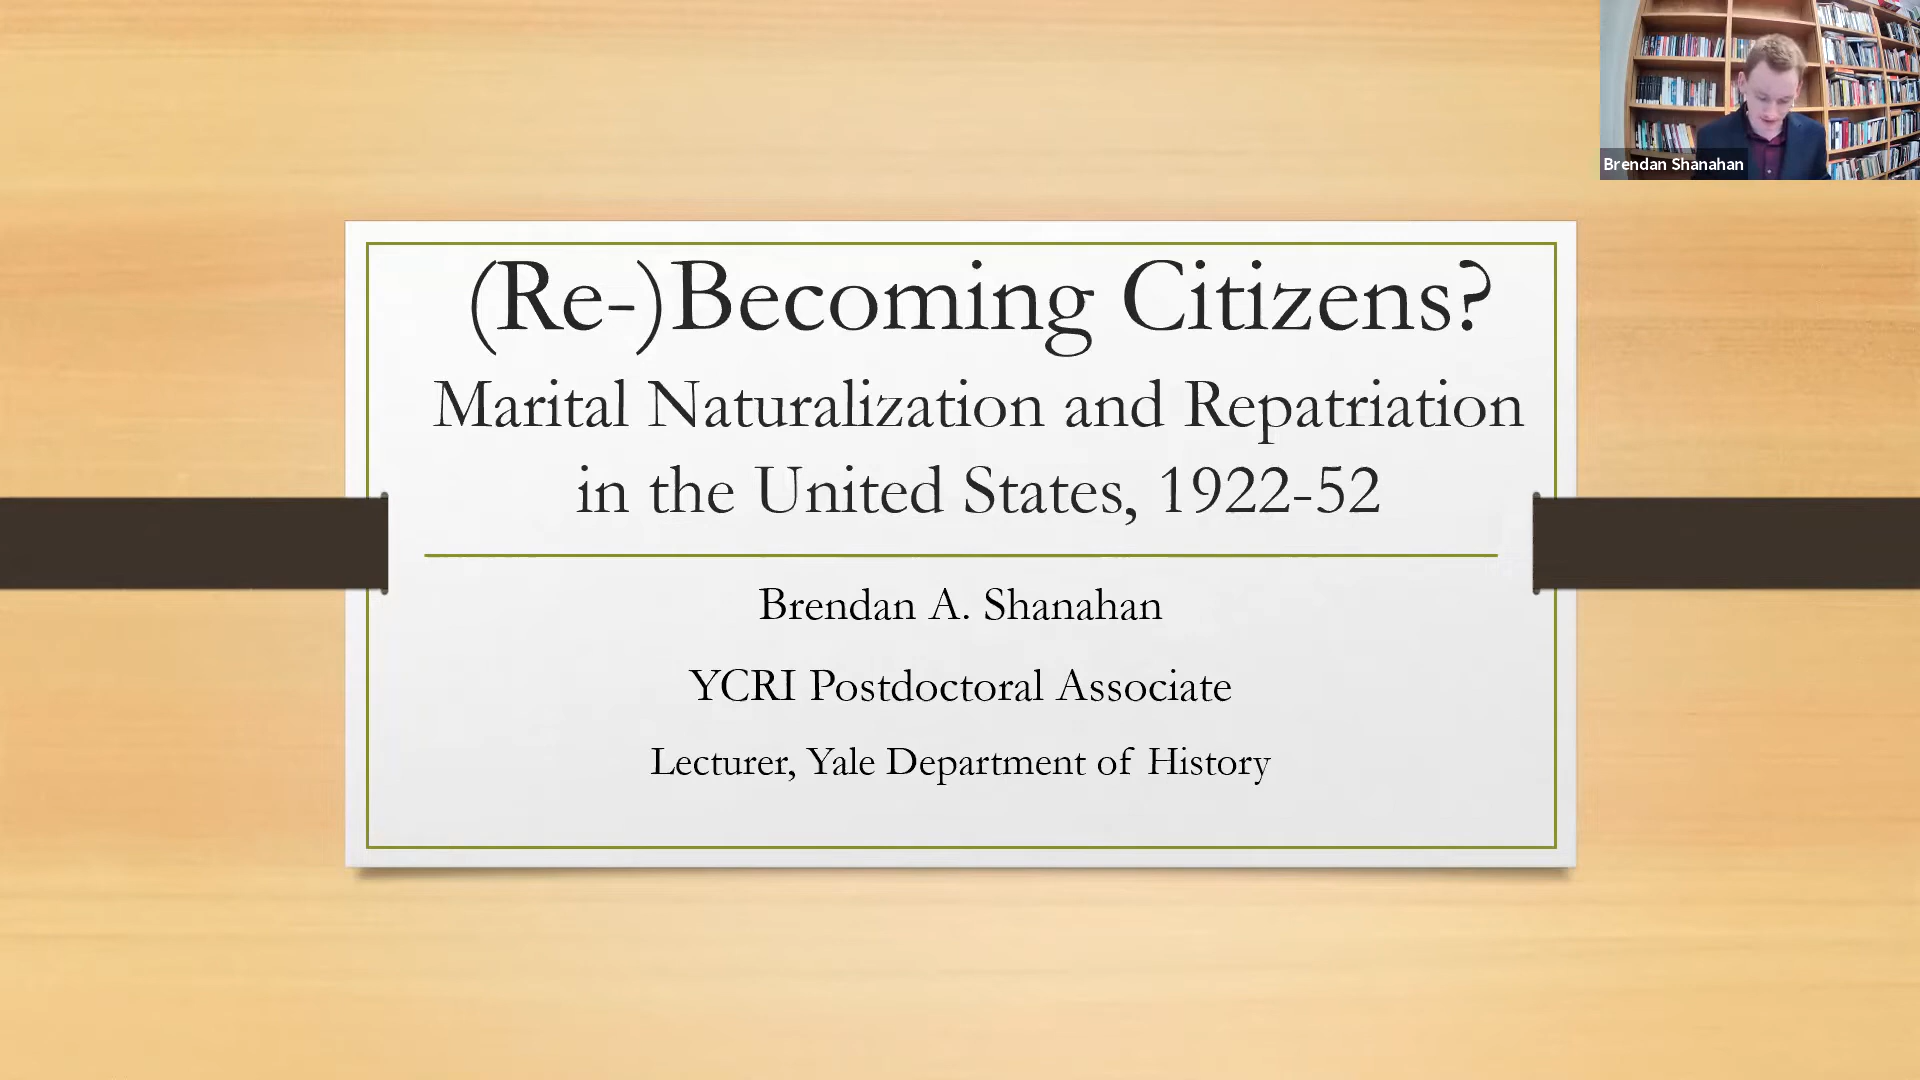 Brendan Shanahan
(Re-)Becoming Citizens?
Marital Naturalization and Repatriation
in the United States, 1922-52
Brendan A. Shanahan
YCRI Postdoctoral Associate
Lecturer, Yale Department of History